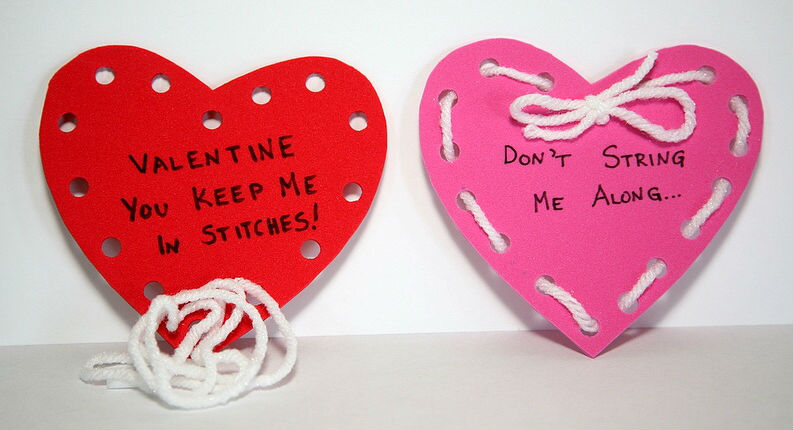 VALENTINE
YOU KEEP ME
IN STITCHES!
DON'T STRING
ME ALONG...